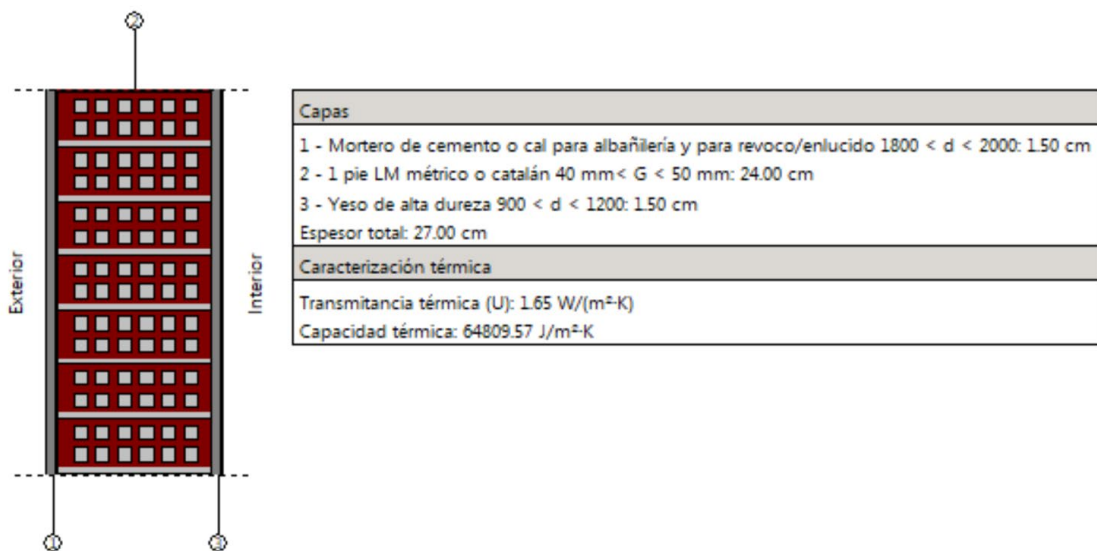 2
Exterior
Interior
1
3
Capas
1 - Mortero de cemento o cal para albañilería y para revoco/enlucido 1800 < d < 2000: 1.50 cm
2 - 1 pie LM métrico o catalán 40 mm< G < 50 mm: 24.00 cm
3 - Yeso de alta dureza 900 < d < 1200: 1.50 cm
Espesor total: 27.00 cm
Caracterización térmica
Transmitancia térmica (U): 1.65 W/(m²·K)
Capacidad térmica: 64809.57 J/m²·K